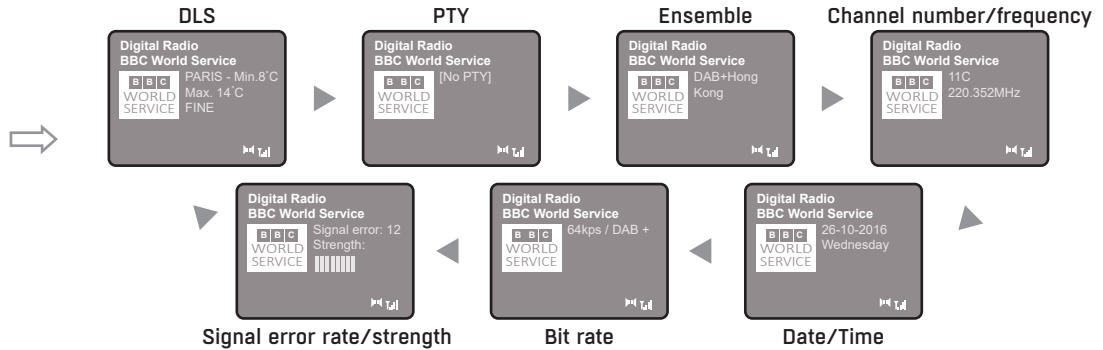 DLS
Digital Radio
BBC World Service
B B C
WORLD
SERVICE
PARIS - Min.8°C
Max. 14°C
FINE
PTY
Digital Radio
BBC World Service
B B C
WORLD
SERVICE
[No PTY]
Ensemble
Digital Radio
BBC World Service
B B C
WORLD
SERVICE
DAB+Hong
Kong
Channel number/frequency
Digital Radio
BBC World Service
B B C
WORLD
SERVICE
11C
220.352MHz
Digital Radio
BBC World Service
B B C
WORLD
SERVICE
26-10-2016
Wednesday
Date/Time
Digital Radio
BBC World Service
B B C
WORLD
SERVICE
64kps / DAB +
Bit rate
Digital Radio
BBC World Service
B B C
WORLD
SERVICE
Signal error: 12
Strength:
Signal error rate/strength